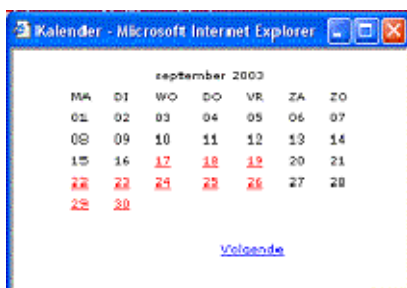 Kalender - Microsoft Internet Explorer
september 2003
MA DI WO DO VR ZA ZO
01 02 03 04 05 06 07
08 09 10 11 12 13 14
15 16 17 18 19 20 21
22 23 24 25 26 27 28
29 30
Volgende